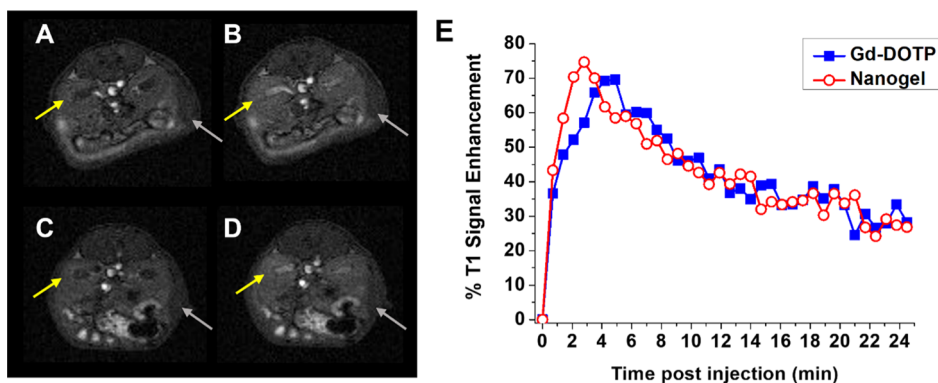 A
B
C
D
E
Gd-DOTP
Nanogel
% T1 Signal Enhancement
80
70
60
50
40
30
20
10
0
0 2 4 6 8 10 12 14 16 18 20 22 24
Time post injection (min)